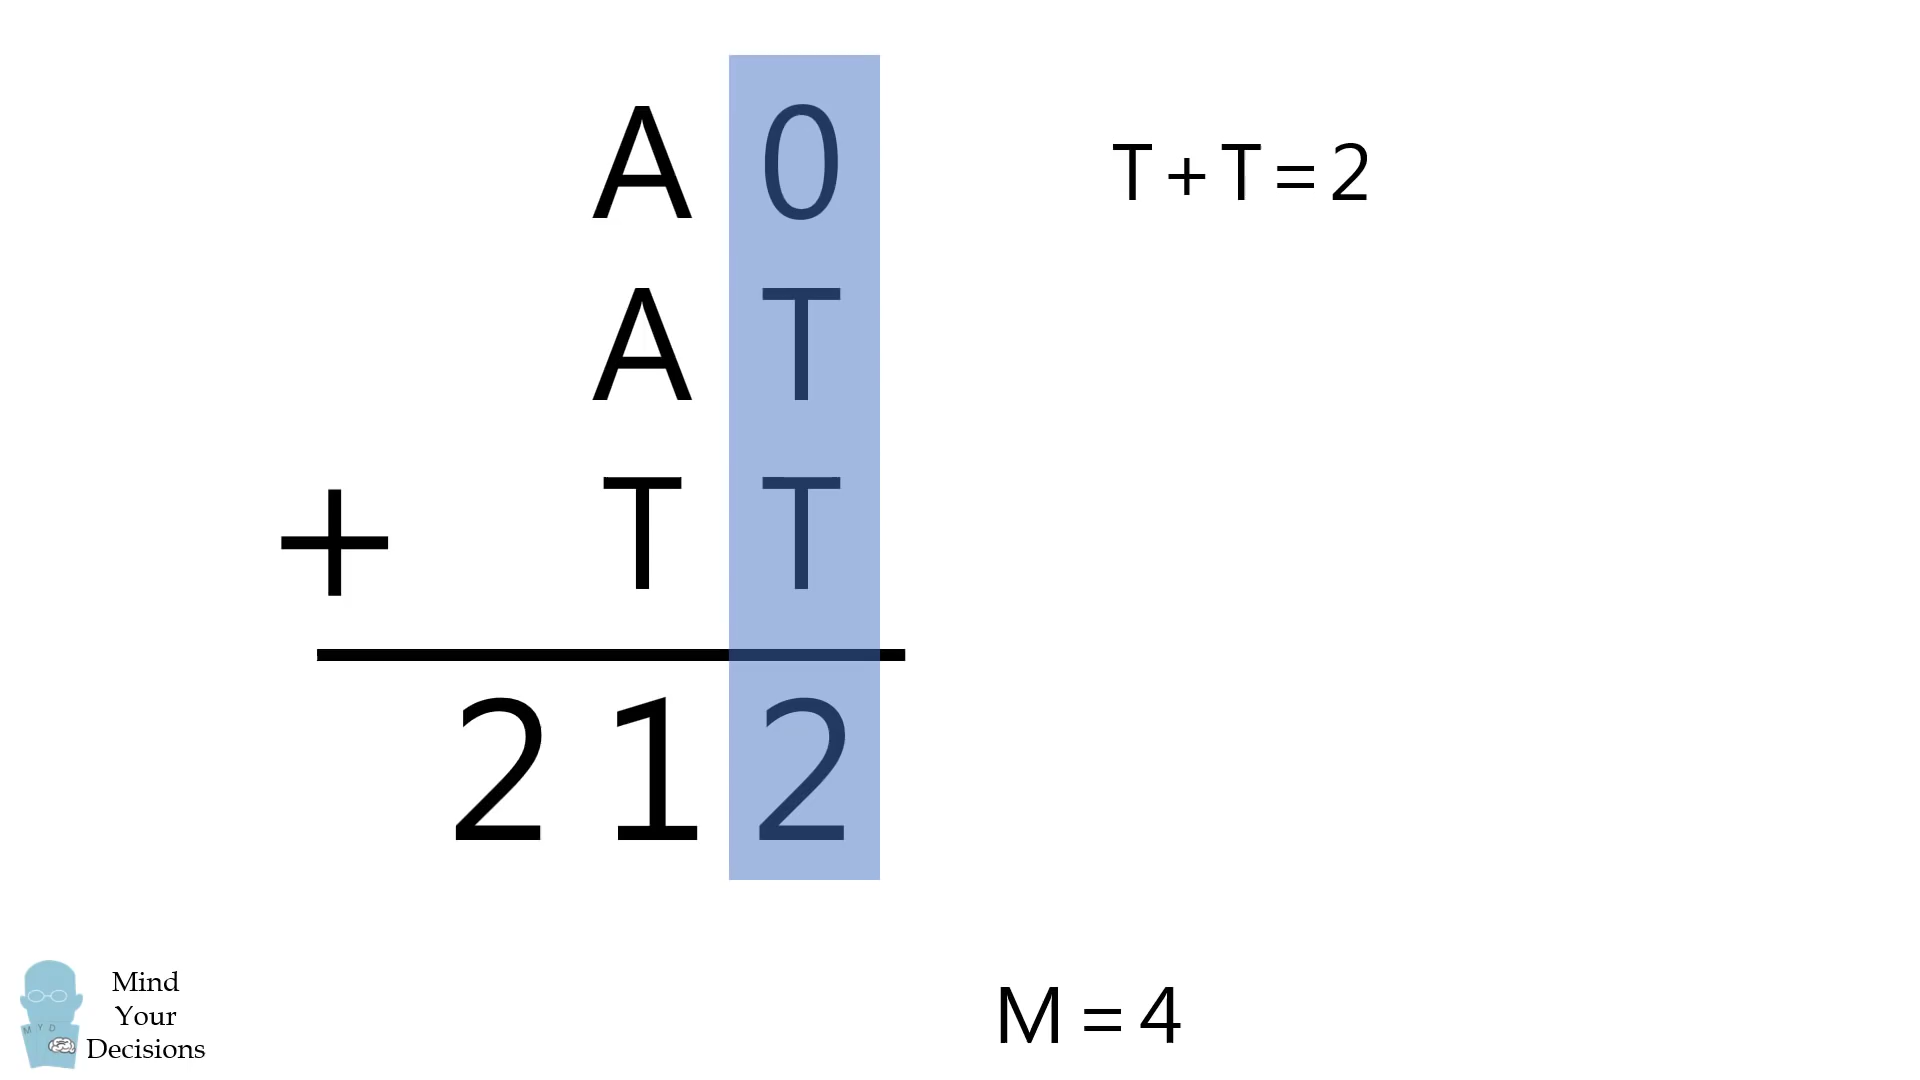 A 0
A T
+ T T
2 1 2
T + T = 2
M = 4
M Y D
Mind
Your
Decisions